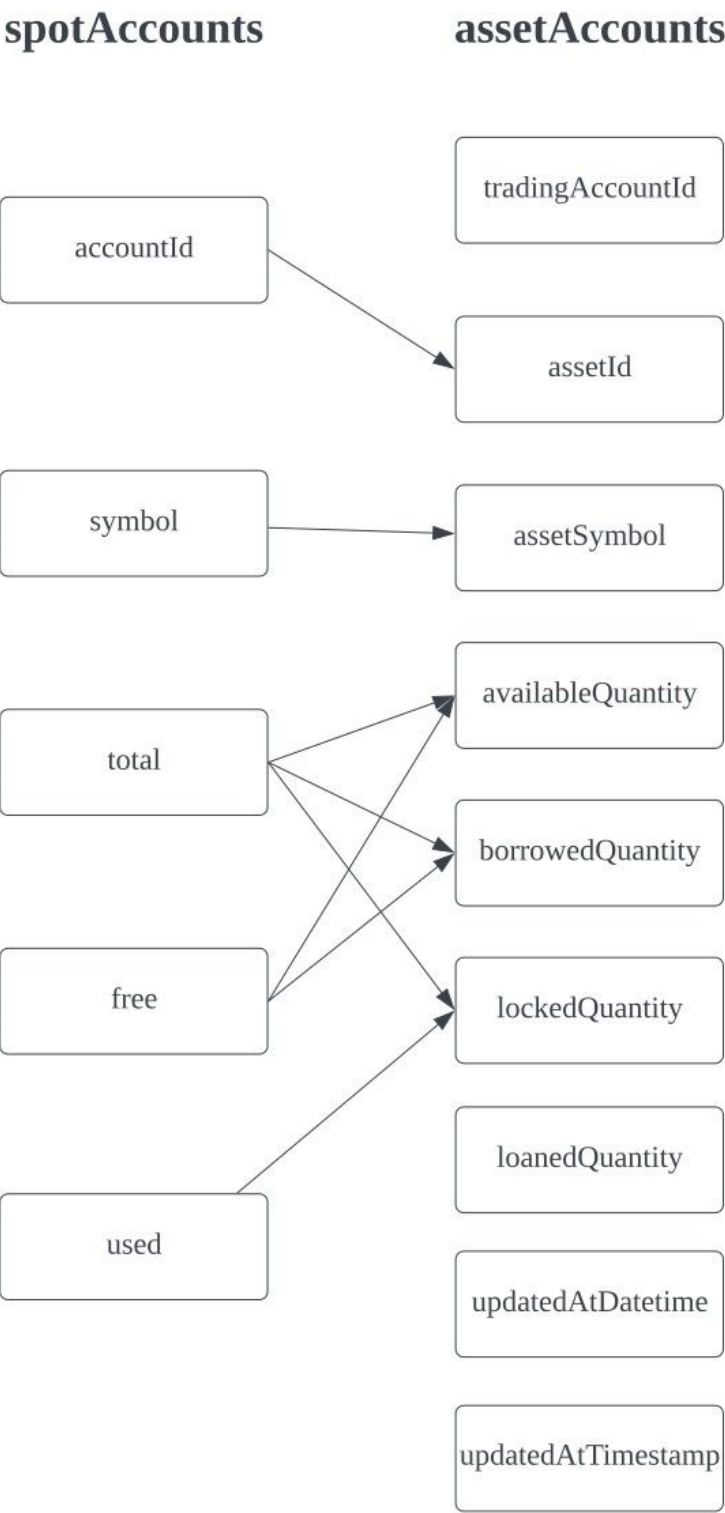 spotAccounts
assetAccounts
accountId
symbol
total
free
used
tradingAccountId
assetId
assetSymbol
availableQuantity
borrowedQuantity
lockedQuantity
loanedQuantity
updatedAtDatetime
updatedAtTimestamp